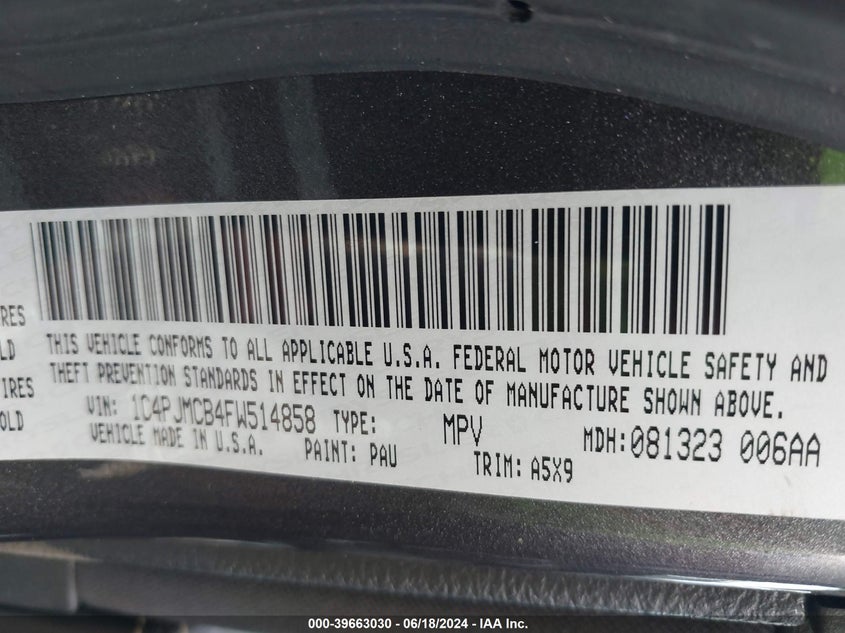 RES
LD
IRES
OLD
THIS VEHICLE CONFORMS TO ALL APPLICABLE U.S.A. FEDERAL MOTOR VEHICLE SAFETY AND
THEFT PREVENTION STANDARDS IN EFFECT ON THE DATE OF MANUFACTURE SHOWN ABOVE.
VIN: 1C4PJMCB4FW514858 TYPE: MPV MDH:081323 006AA
VEHICLE MADE IN U.S.A. PAINT: PAU TRIM: A5X9
000-39663030 - 06/18/2024 - IAA Inc.